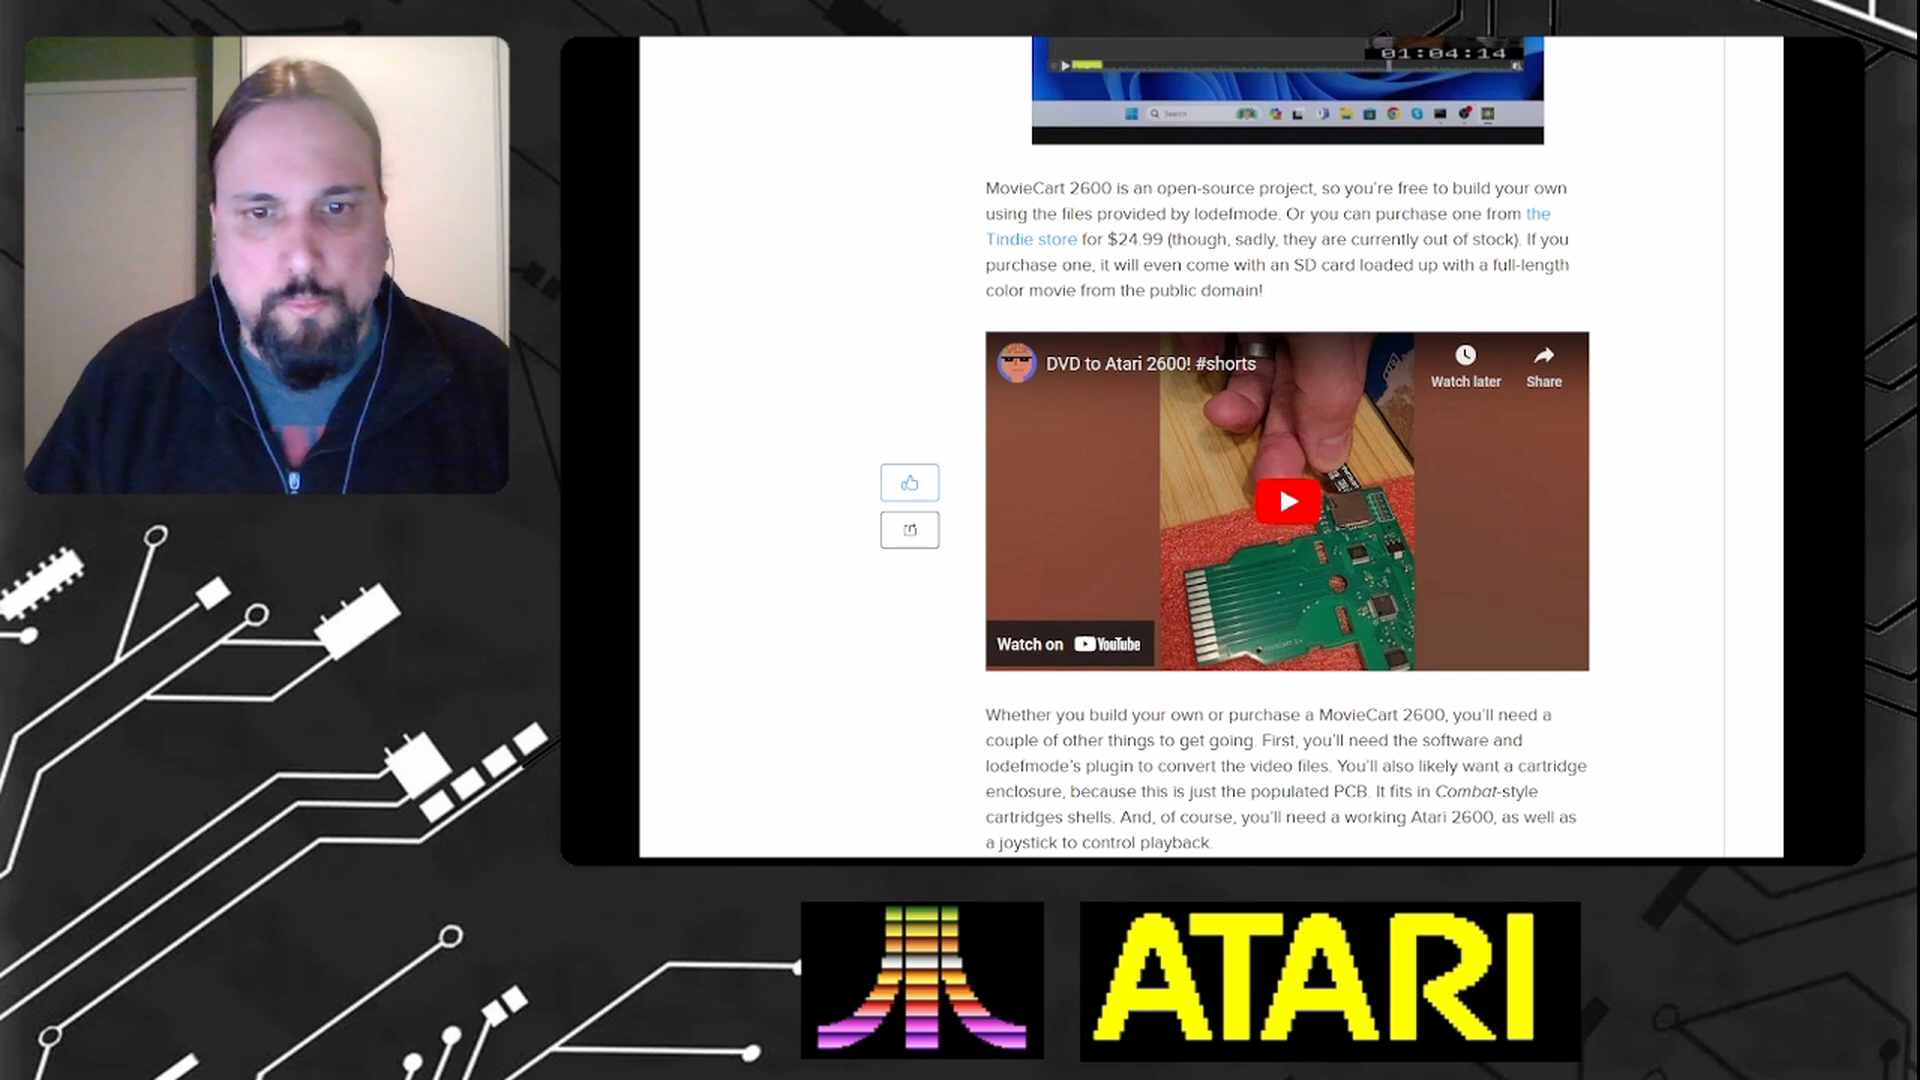 01:04:14
Search
MovieCart 2600 is an open-source project, so you're free to build your own
using the files provided by lodefmode. Or you can purchase one from the
Tindie store for $24.99 (though, sadly, they are currently out of stock). If you
purchase one, it will even come with an SD card loaded up with a full-length
color movie from the public domain!
DVD to Atari 2600! #shorts
Watch later
Share
Watch on YouTube
Whether you build your own or purchase a MovieCart 2600, you'll need a
couple of other things to get going. First, you'll need the software and
lodefmode's plugin to convert the video files. You'll also likely want a cartridge
enclosure, because this is just the populated PCB. It fits in Combat-style
cartridges shells. And, of course, you'll need a working Atari 2600, as well as
a joystick to control playback.
ATARI